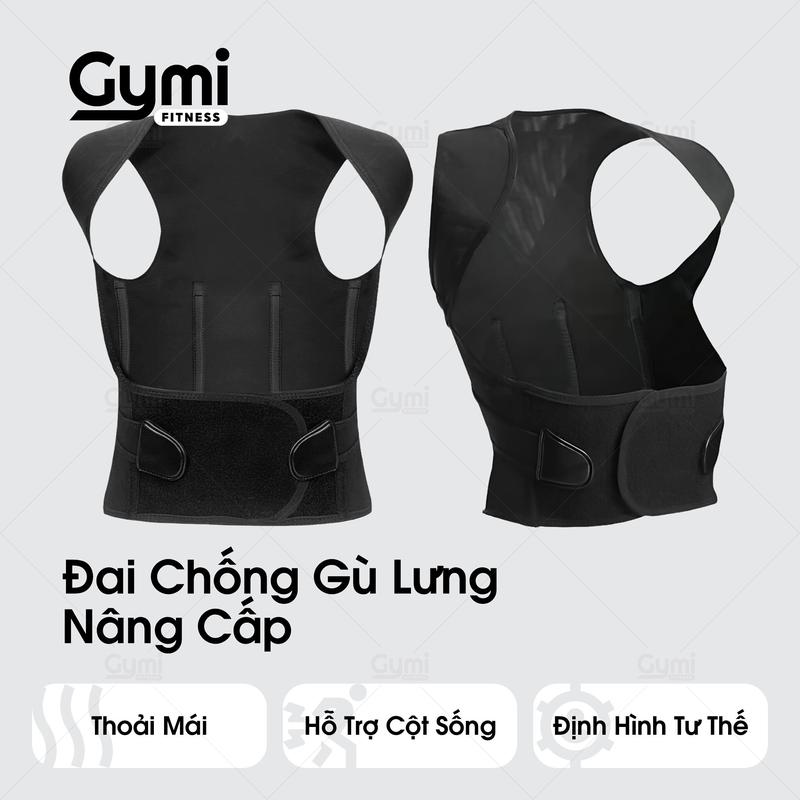 Gymi
FITNESS
Đai Chống Gù Lưng
Nâng Cấp
Thoải Mái
Hỗ Trợ Cột Sống
Định Hình Tư Thế